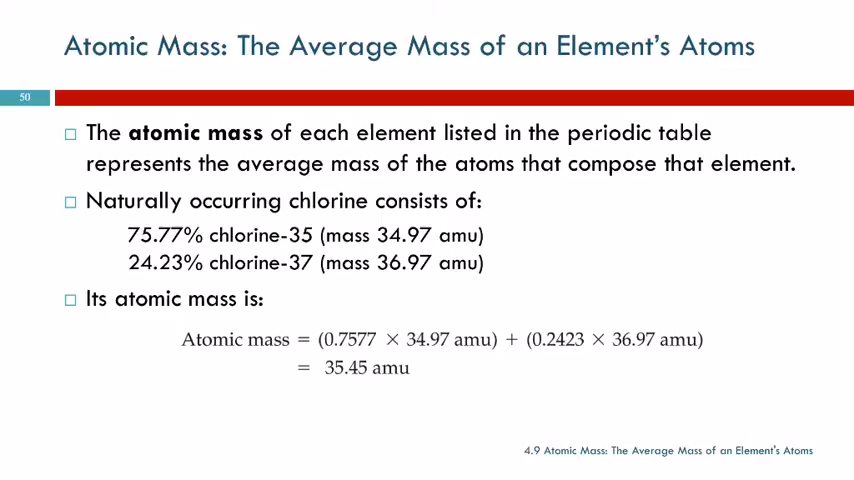 Atomic Mass: The Average Mass of an Element's Atoms
50
The atomic mass of each element listed in the periodic table
represents the average mass of the atoms that compose that element.
Naturally occurring chlorine consists of:
75.77% chlorine-35 (mass 34.97 amu)
24.23% chlorine-37 (mass 36.97 amu)
Its atomic mass is:
Atomic mass = (0.7577 × 34.97 amu) + (0.2423 × 36.97 amu)
= 35.45 amu
4.9 Atomic Mass: The Average Mass of an Element's Atoms